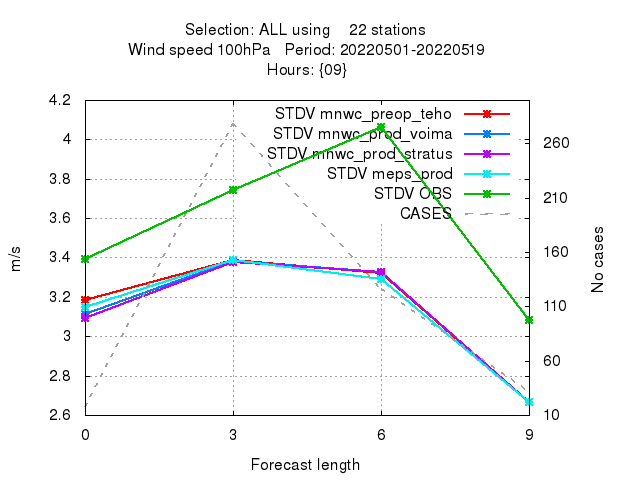 Selection: ALL using 22 stations
Wind speed 100hPa Period: 20220501-20220519
Hours: {09}
STDV mnwc_preop_teho
STDV mnwc_prod_voima
STDV mnwc_prod_stratus
STDV meps_prod
STDV OBS
CASES
4.2
4
3.8
3.6
3.4
3.2
3
2.8
2.6
m/s
260
210
160
110
60
10
No cases
0 3 6 9
Forecast length